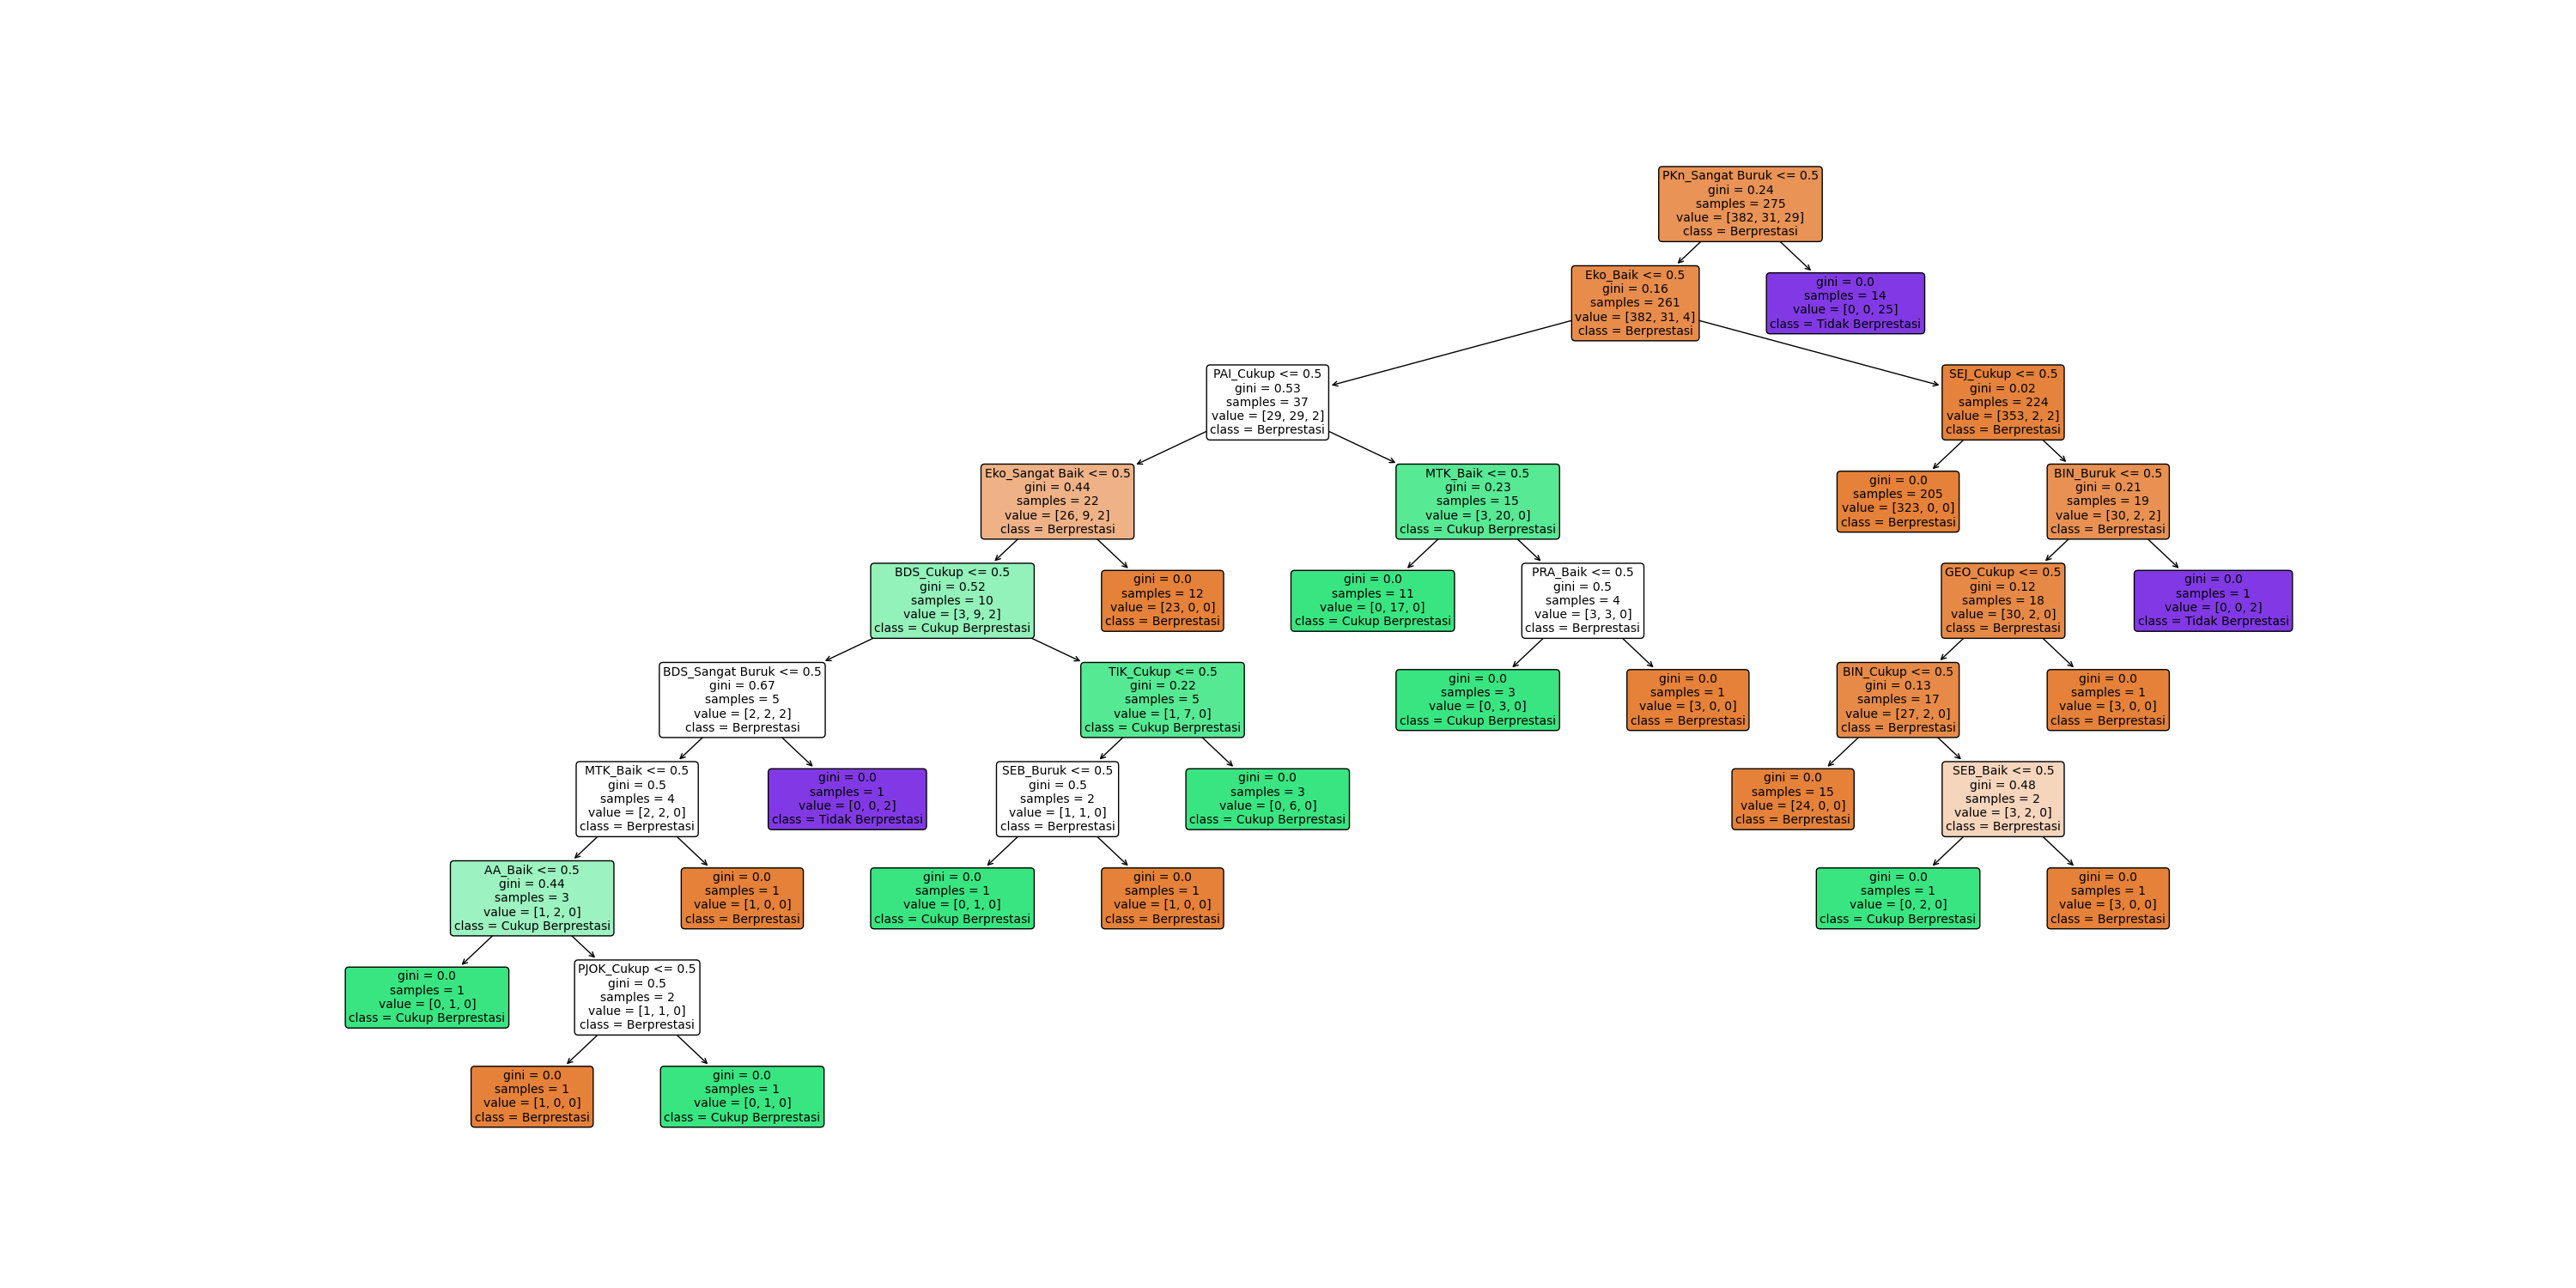 PKn_Sangat Buruk <= 0.5
gini = 0.24
samples = 275
value = [382, 31, 29]
class = Berprestasi
Eko_Baik <= 0.5
gini = 0.16
samples = 261
value = [382, 31, 4]
class = Berprestasi
gini = 0.0
samples = 14
value = [0, 0, 25]
class = Tidak Berprestasi
PAI_Cukup <= 0.5
gini = 0.53
samples = 37
value = [29, 29, 2]
class = Berprestasi
SEJ_Cukup <= 0.5
gini = 0.02
samples = 224
value = [353, 2, 2]
class = Berprestasi
Eko_Sangat Baik <= 0.5
gini = 0.44
samples = 22
value = [26, 9, 2]
class = Berprestasi
MTK_Baik <= 0.5
gini = 0.23
samples = 15
value = [3, 20, 0]
class = Cukup Berprestasi
gini = 0.0
samples = 205
value = [323, 0, 0]
class = Berprestasi
BIN_Buruk <= 0.5
gini = 0.21
samples = 19
value = [30, 2, 2]
class = Berprestasi
BDS_Cukup <= 0.5
gini = 0.52
samples = 10
value = [3, 9, 2]
class = Cukup Berprestasi
gini = 0.0
samples = 12
value = [23, 0, 0]
class = Berprestasi
gini = 0.0
samples = 11
value = [0, 17, 0]
class = Cukup Berprestasi
PRA_Baik <= 0.5
gini = 0.5
samples = 4
value = [3, 3, 0]
class = Berprestasi
GEO_Cukup <= 0.5
gini = 0.12
samples = 18
value = [30, 2, 0]
class = Berprestasi
gini = 0.0
samples = 1
value = [0, 0, 2]
class = Tidak Berprestasi
BDS_Sangat Buruk <= 0.5
gini = 0.67
samples = 5
value = [2, 2, 2]
class = Berprestasi
TIK_Cukup <= 0.5
gini = 0.22
samples = 5
value = [1, 7, 0]
class = Cukup Berprestasi
gini = 0.0
samples = 3
value = [0, 3, 0]
class = Cukup Berprestasi
gini = 0.0
samples = 1
value = [3, 0, 0]
class = Berprestasi
BIN_Cukup <= 0.5
gini = 0.13
samples = 17
value = [27, 2, 0]
class = Berprestasi
gini = 0.0
samples = 1
value = [3, 0, 0]
class = Berprestasi
MTK_Baik <= 0.5
gini = 0.5
samples = 4
value = [2, 2, 0]
class = Berprestasi
gini = 0.0
samples = 1
value = [0, 0, 2]
class = Tidak Berprestasi
SEB_Buruk <= 0.5
gini = 0.5
samples = 2
value = [1, 1, 0]
class = Berprestasi
gini = 0.0
samples = 3
value = [0, 6, 0]
class = Cukup Berprestasi
gini = 0.0
samples = 15
value = [24, 0, 0]
class = Berprestasi
SEB_Baik <= 0.5
gini = 0.48
samples = 2
value = [3, 2, 0]
class = Berprestasi
AA_Baik <= 0.5
gini = 0.44
samples = 3
value = [1, 2, 0]
class = Cukup Berprestasi
gini = 0.0
samples = 1
value = [1, 0, 0]
class = Berprestasi
gini = 0.0
samples = 1
value = [0, 1, 0]
class = Cukup Berprestasi
gini = 0.0
samples = 1
value = [1, 0, 0]
class = Berprestasi
gini = 0.0
samples = 1
value = [0, 2, 0]
class = Cukup Berprestasi
gini = 0.0
samples = 1
value = [3, 0, 0]
class = Berprestasi
gini = 0.0
samples = 1
value = [0, 1, 0]
class = Cukup Berprestasi
PJOK_Cukup <= 0.5
gini = 0.5
samples = 2
value = [1, 1, 0]
class = Berprestasi
gini = 0.0
samples = 1
value = [1, 0, 0]
class = Berprestasi
gini = 0.0
samples = 1
value = [0, 1, 0]
class = Cukup Berprestasi